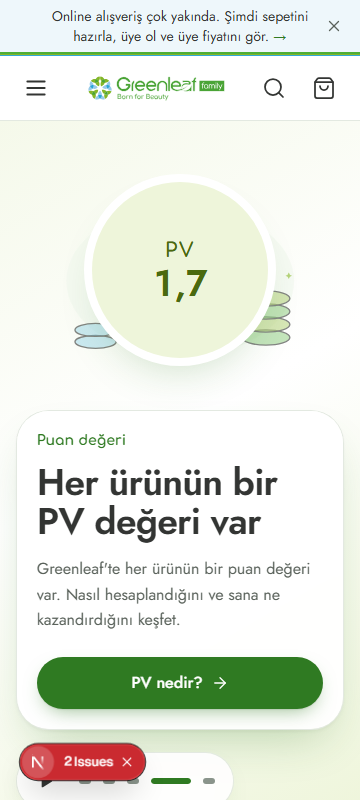 Online alışveriş çok yakında. Şimdi sepetini
hazırla, üye ol ve üye fiyatını gör. →
Greenleaf family
Born for Beauty
PV
1,7
Puan değeri
Her ürünün bir
PV değeri var
Greenleaf'te her ürünün bir puan değeri
var. Nasıl hesaplandığını ve sana ne
kazandırdığını keşfet.
PV nedir? →
N 2 Issues